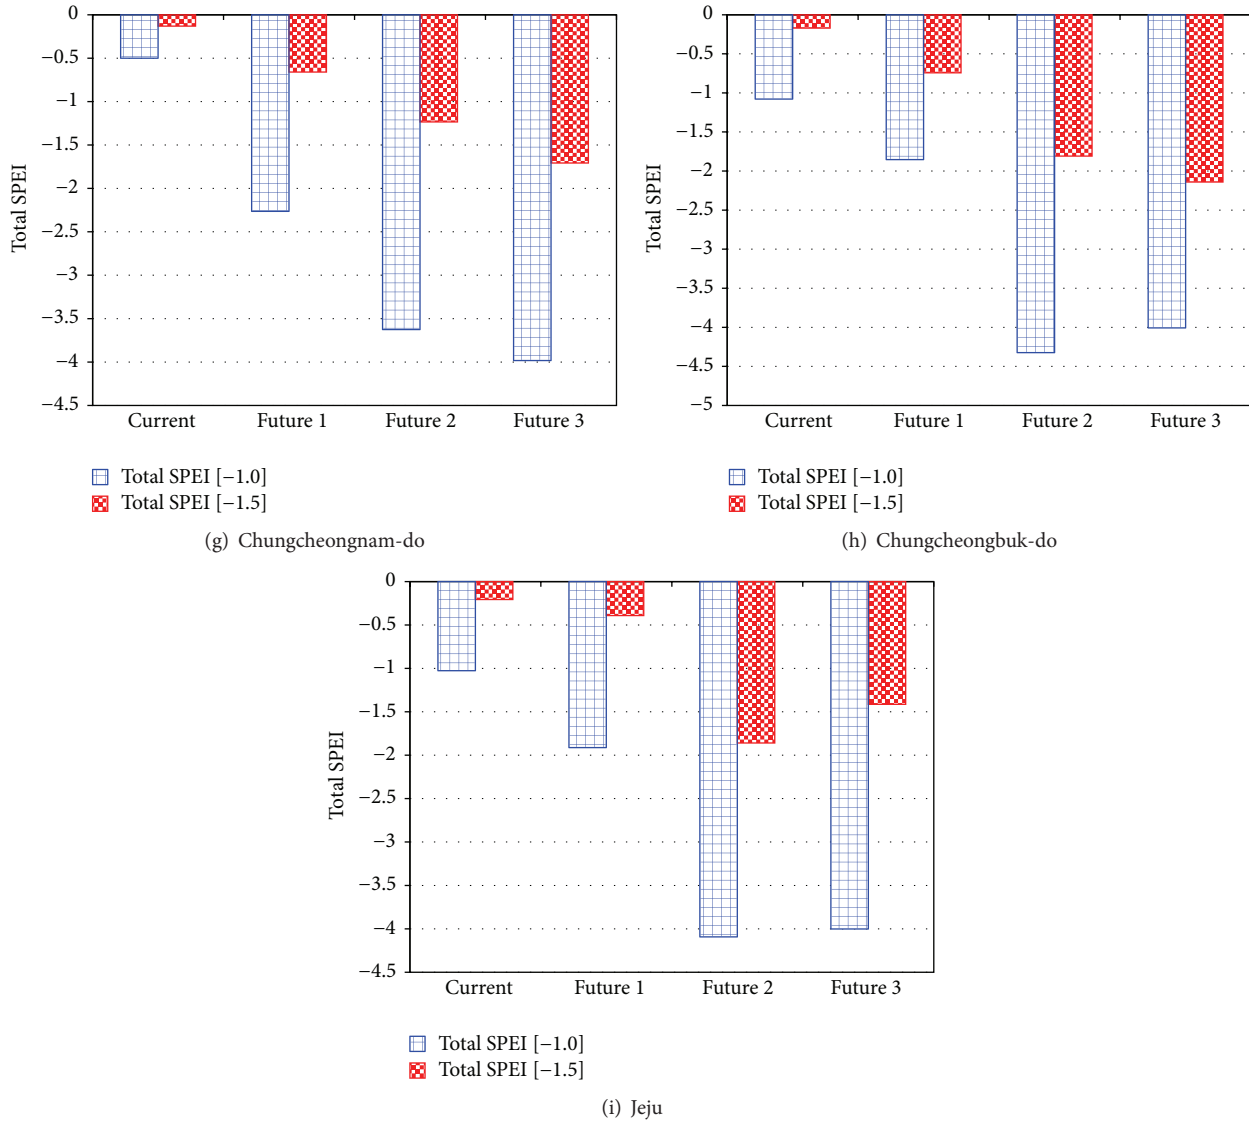 0
−0.5
−1
−1.5
−2
−2.5
−3
−3.5
−4
−4.5
Total SPEI
Current Future 1 Future 2 Future 3
Total SPEI [−1.0]
Total SPEI [−1.5]
(g) Chungcheongnam-do
0
−0.5
−1
−1.5
−2
−2.5
−3
−3.5
−4
−4.5
−5
Total SPEI
Current Future 1 Future 2 Future 3
Total SPEI [−1.0]
Total SPEI [−1.5]
(h) Chungcheongbuk-do
0
−0.5
−1
−1.5
−2
−2.5
−3
−3.5
−4
−4.5
Total SPEI
Current Future 1 Future 2 Future 3
Total SPEI [−1.0]
Total SPEI [−1.5]
(i) Jeju